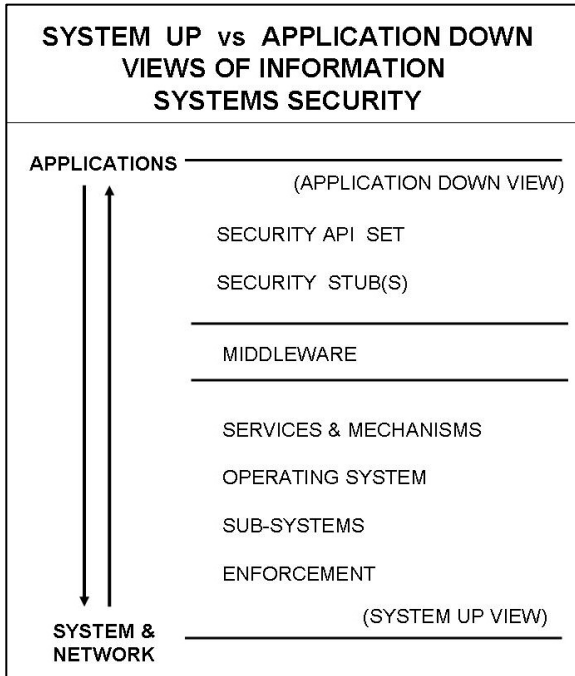 SYSTEM UP vs APPLICATION DOWN
VIEWS OF INFORMATION
SYSTEMS SECURITY
APPLICATIONS
(APPLICATION DOWN VIEW)
SECURITY API SET
SECURITY STUB(S)
MIDDLEWARE
SERVICES & MECHANISMS
OPERATING SYSTEM
SUB-SYSTEMS
ENFORCEMENT
(SYSTEM UP VIEW)
SYSTEM &
NETWORK